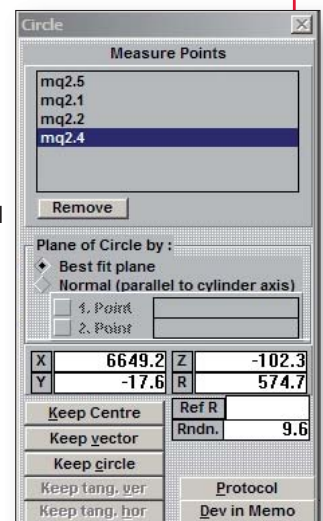 Circle
Measure Points
mq2.5
mq2.1
mq2.2
mq2.4
Remove
Plane of Circle by :
Best fit plane
Normal (parallel to cylinder axis)
1. Point
2. Point
X 6649.2 Z -102.3
Y -17.6 R 574.7
Keep Centre Ref R
Keep vector Rndn. 9.6
Keep circle
Keep tang. ver Protocol
Keep tang. hor Dev in Memo